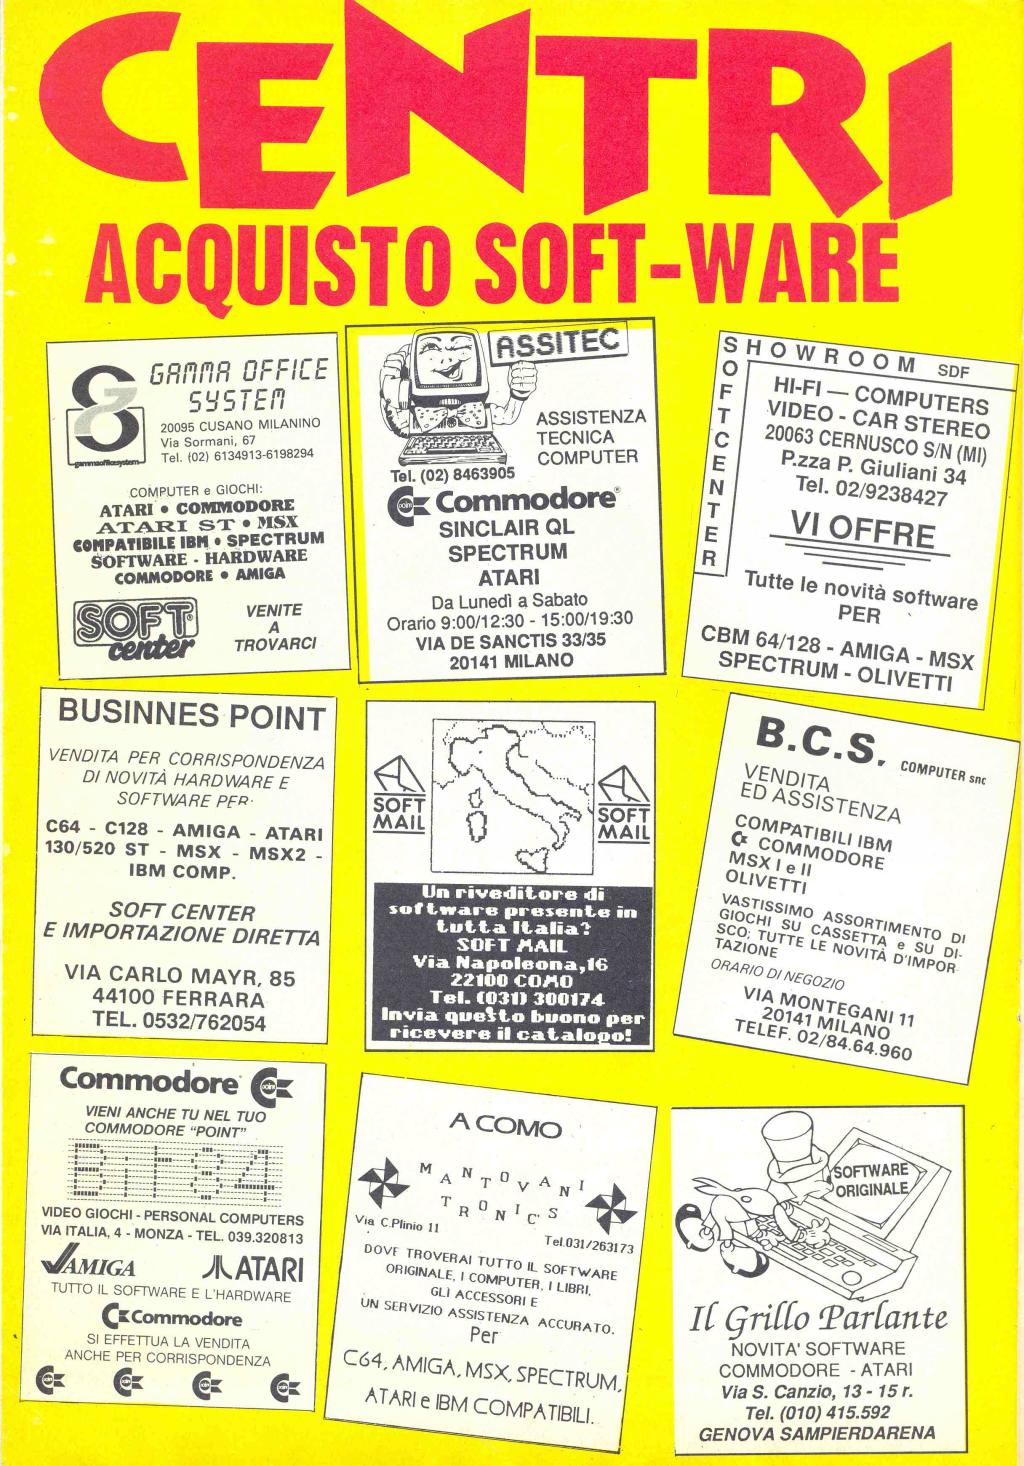 CENTRI
ACQUISTO SOFT-WARE
GAMMA OFFICE
SYSTEM
gammaofficesystem
20095 CUSANO MILANINO
Via Sormani, 67
Tel. (02) 6134913-6198294
COMPUTER e GIOCHI:
ATARI • COMMODORE
ATARI ST • MSX
COMPATIBILE IBM • SPECTRUM
SOFTWARE - HARDWARE
COMMODORE • AMIGA
SOFT®
center
VENITE
A
TROVARCI
ASSITEC
ASSISTENZA
TECNICA
COMPUTER
Tel. (02) 8463905
point Commodore®
SINCLAIR QL
SPECTRUM
ATARI
Da Lunedì a Sabato
Orario 9:00/12:30 - 15:00/19:30
VIA DE SANCTIS 33/35
20141 MILANO
SHOWROOM SDF
SOFTCENTER
HI-FI — COMPUTERS
VIDEO - CAR STEREO
20063 CERNUSCO S/N (MI)
P.zza P. Giuliani 34
Tel. 02/9238427
VI OFFRE
Tutte le novità software
PER
CBM 64/128 - AMIGA - MSX
SPECTRUM - OLIVETTI
BUSINNES POINT
VENDITA PER CORRISPONDENZA
DI NOVITÀ HARDWARE E
SOFTWARE PER:
C64 - C128 - AMIGA - ATARI
130/520 ST - MSX - MSX2 -
IBM COMP.
SOFT CENTER
E IMPORTAZIONE DIRETTA
VIA CARLO MAYR, 85
44100 FERRARA
TEL. 0532/762054
SOFT
MAIL
SOFT
MAIL
Un riveditore di
software presente in
tutta Italia?
SOFT MAIL
Via Napoleona,16
22100 COMO
Tel. (031) 300174
Invia questo buono per
ricevere il catalogo!
B.C.S. COMPUTER snc
VENDITA
ED ASSISTENZA
COMPATIBILI IBM
COMMODORE
MSX I e II
OLIVETTI
VASTISSIMO ASSORTIMENTO DI
GIOCHI SU CASSETTA e SU DI-
SCO; TUTTE LE NOVITÀ D'IMPOR-
TAZIONE
ORARIO DI NEGOZIO
VIA MONTEGANI 11
20141 MILANO
TELEF. 02/84.64.960
Commodore point
VIENI ANCHE TU NEL TUO
COMMODORE "POINT"
BIT84
VIDEO GIOCHI - PERSONAL COMPUTERS
VIA ITALIA, 4 - MONZA - TEL. 039.320813
AMIGA
ATARI
TUTTO IL SOFTWARE E L'HARDWARE
Commodore
SI EFFETTUA LA VENDITA
ANCHE PER CORRISPONDENZA
A COMO
MANTOVANI
TRONIC'S
Via C.Plinio 11
Tel.031/263173
DOVE TROVERAI TUTTO IL SOFTWARE
ORIGINALE, I COMPUTER, I LIBRI,
GLI ACCESSORI E
UN SERVIZIO ASSISTENZA ACCURATO.
Per
C64, AMIGA, MSX, SPECTRUM,
ATARI e IBM COMPATIBILI.
SOFTWARE
ORIGINALE
Il Grillo Parlante
NOVITA' SOFTWARE
COMMODORE - ATARI
Via S. Canzio, 13 - 15 r.
Tel. (010) 415.592
GENOVA SAMPIERDARENA